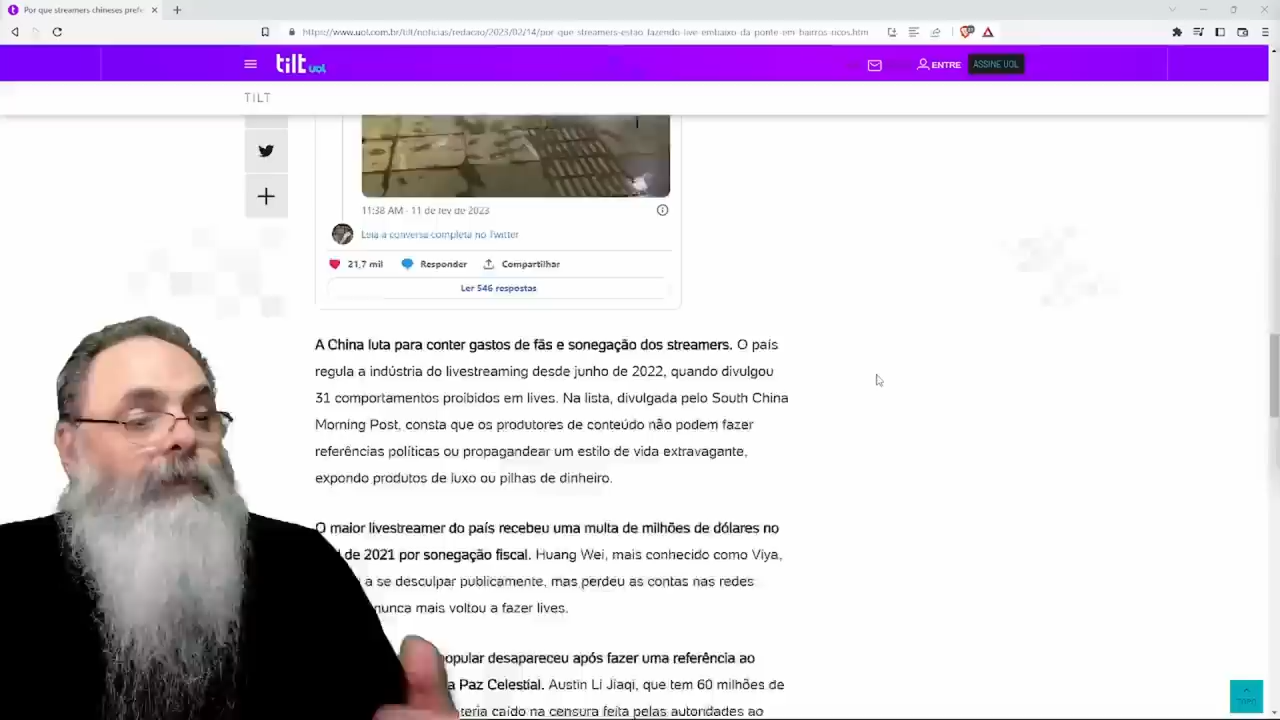 Por que streamers chineses prefe
https://www.uol.com.br/tilt/noticias/redacao/2023/02/14/por-que-streamers-estao-fazendo-live-embaixo-da-ponte-em-bairros-ricos.htm
tilt uol
ENTRE
ASSINE UOL
TILT
11:38 AM · 11 de fev de 2023
Leia a conversa completa no Twitter
21,7 mil
Responder
Compartilhar
Ler 546 respostas
A China luta para conter gastos de fãs e sonegação dos streamers. O país
regula a indústria do livestreaming desde junho de 2022, quando divulgou
31 comportamentos proibidos em lives. Na lista, divulgada pelo South China
Morning Post, consta que os produtores de conteúdo não podem fazer
referências políticas ou propagandear um estilo de vida extravagante,
expondo produtos de luxo ou pilhas de dinheiro.
O maior livestreamer do país recebeu uma multa de milhões de dólares no
de 2021 por sonegação fiscal. Huang Wei, mais conhecido como Viya,
a se desculpar publicamente, mas perdeu as contas nas redes
nunca mais voltou a fazer lives.
opular desapareceu após fazer uma referência ao
a Paz Celestial. Austin Li Jiaqi, que tem 60 milhões de
teria caído na censura feita pelas autoridades ao
TOPO